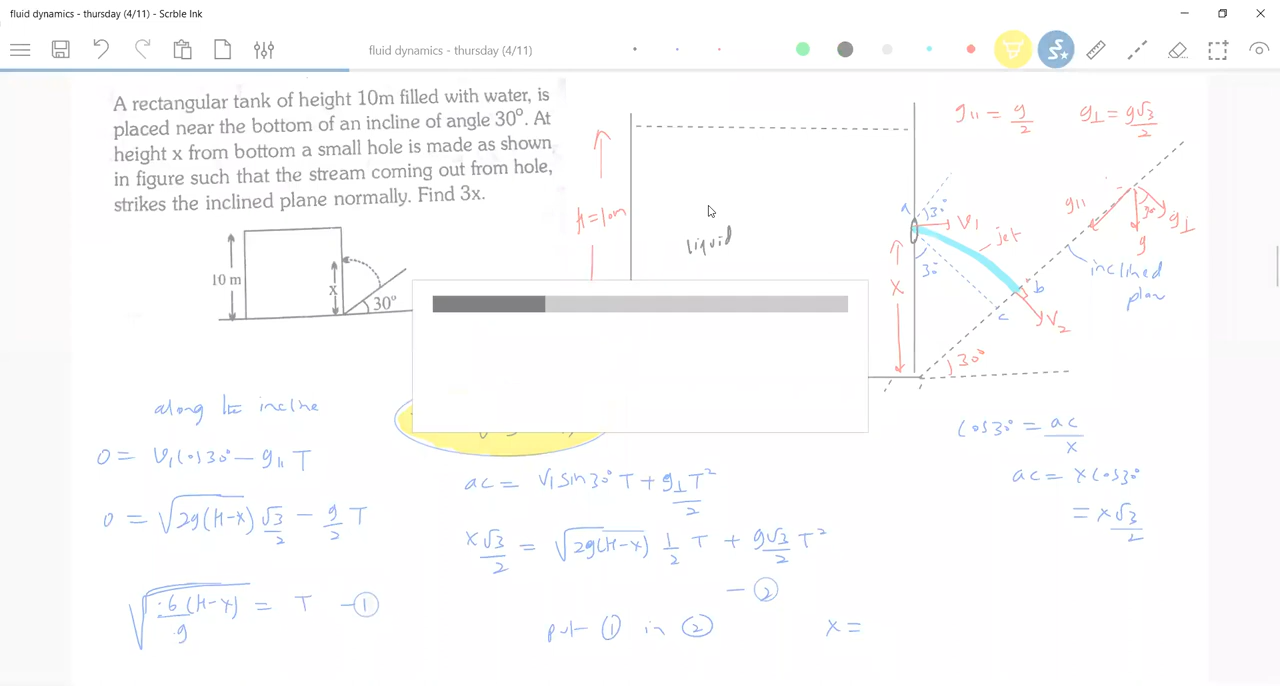 fluid dynamics - thursday (4/11) - Scrble Ink
fluid dynamics - thursday (4/11)
A rectangular tank of height 10m filled with water, is
placed near the bottom of an incline of angle 30°. At
height x from bottom a small hole is made as shown
in figure such that the stream coming out from hole,
strikes the inclined plane normally. Find 3x.
10 m
x
30°
H=10m
liquid
g|| = g/2 g⊥ = g√3/2
a
30°
V1
jet
30°
x
b
c
V2
30°
g||
30°
g⊥
g
inclined
plan
along the incline
0 = V1 cos30° - g|| T
0 = √2g(H-x) √3/2 - g/2 T
√6(H-x)/g = T - ①
ac = V1 sin30° T + g⊥T²/2
x√3/2 = √2g(H-x) 1/2 T + g√3/2 T²
- ②
put ① in ② x =
cos30° = ac/x
ac = x cos30°
= x√3/2